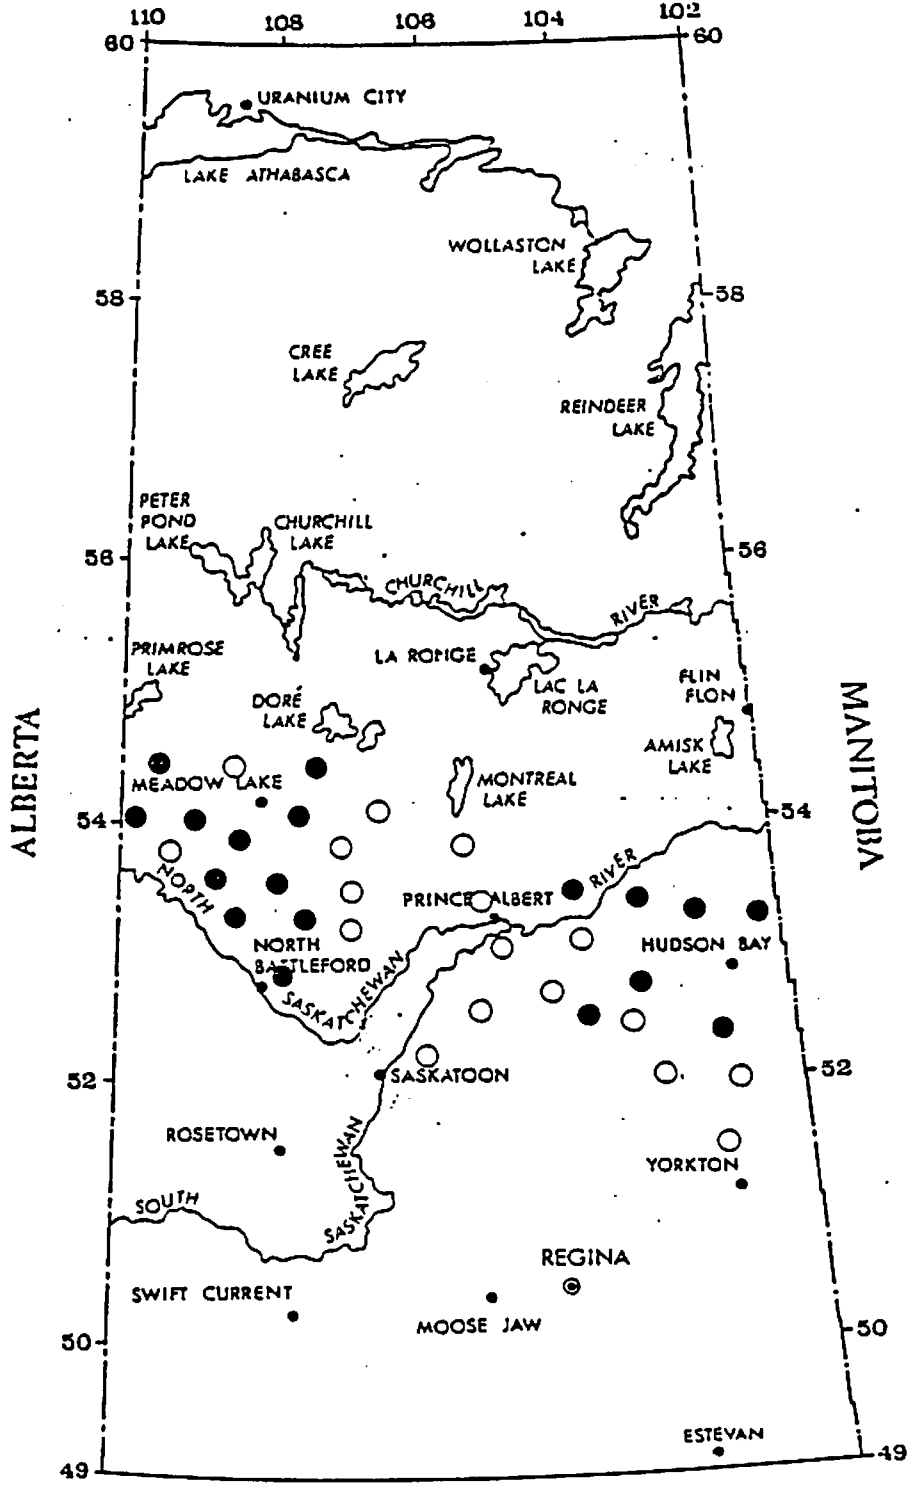 110 108 106 104 102
60 60
URANIUM CITY
LAKE ATHABASCA
WOLLASTON
LAKE
58 58
CREE
LAKE
REINDEER
LAKE
PETER
POND
LAKE
CHURCHILL
LAKE
56 56
CHURCHILL RIVER
PRIMROSE
LAKE
LA RONGE
LAC LA
RONGE
FLIN
FLON
DORÉ
LAKE
AMISK
LAKE
ALBERTA
MANITOBA
MEADOW LAKE
MONTREAL
LAKE
54 54
NORTH
SASKATCHEWAN
RIVER
PRINCE ALBERT
NORTH
BATTLEFORD
HUDSON BAY
52 52
SASKATOON
ROSETOWN
SOUTH
SASKATCHEWAN
YORKTON
REGINA
SWIFT CURRENT
MOOSE JAW
50 50
ESTEVAN
49 49